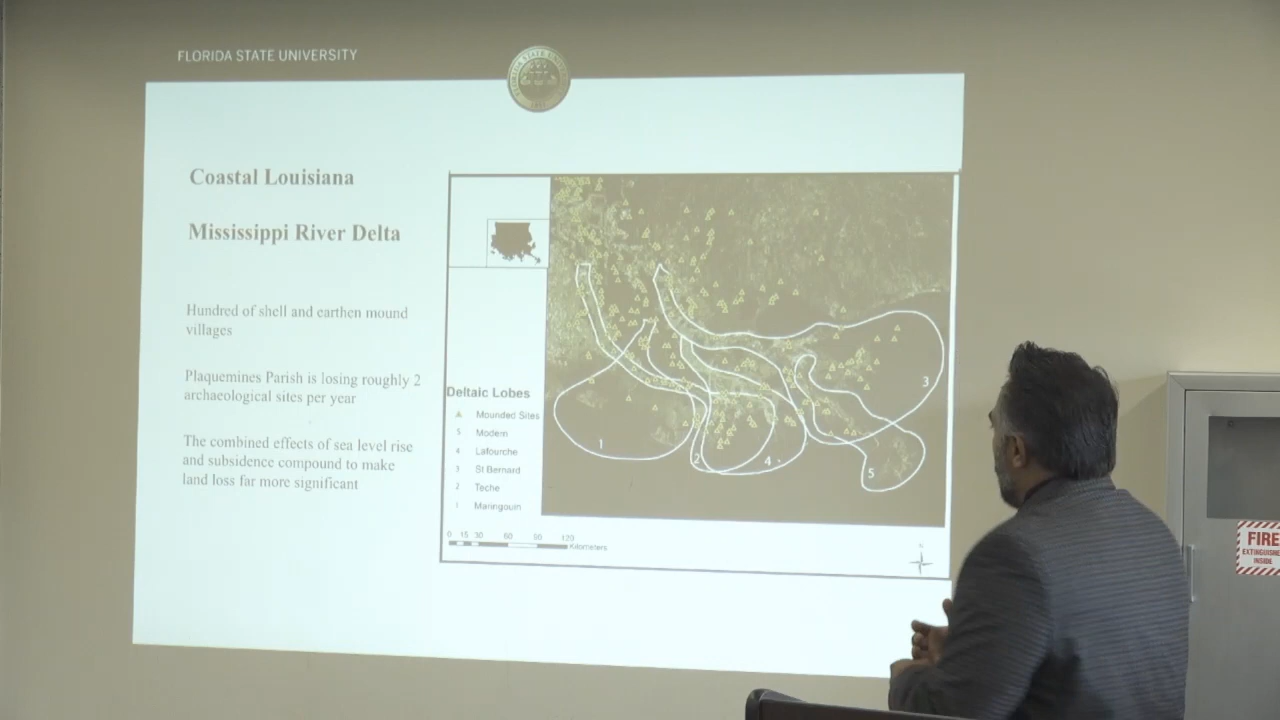 FLORIDA STATE UNIVERSITY
Coastal Louisiana
Mississippi River Delta
Hundred of shell and earthen mound
villages
Plaquemines Parish is losing roughly 2
archaeological sites per year
The combined effects of sea level rise
and subsidence compound to make
land loss far more significant
Deltaic Lobes
Mounded Sites
5 Modern
4 Lafourche
3 St Bernard
2 Teche
1 Maringouin
0 15 30 60 90 120
Kilometers
1
2
4
3
5
FIRE
EXTINGUISHE
INSIDE